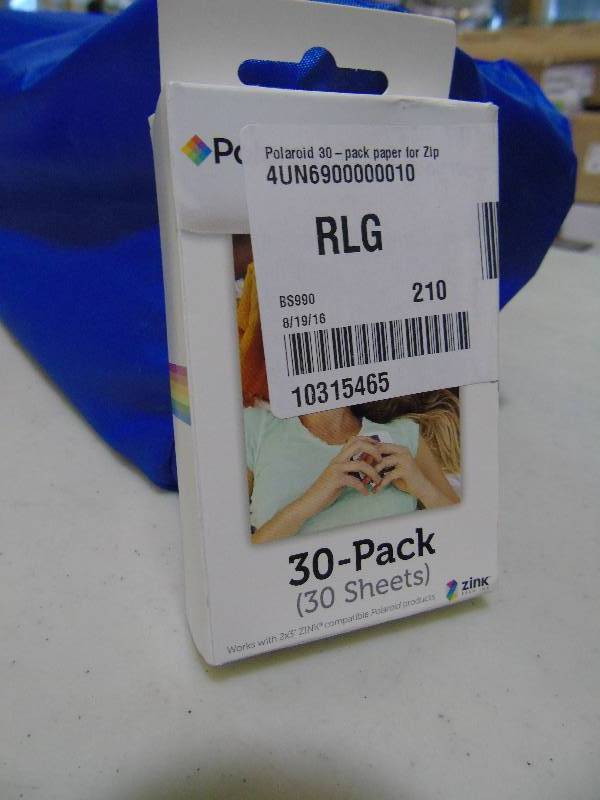 Po
Polaroid 30-pack paper for Zip
4UN6900000010
RLG
BS990
210
8/19/16
10315465
30-Pack
(30 Sheets)
zink
Works with 2x3" ZINK® compatible Polaroid products